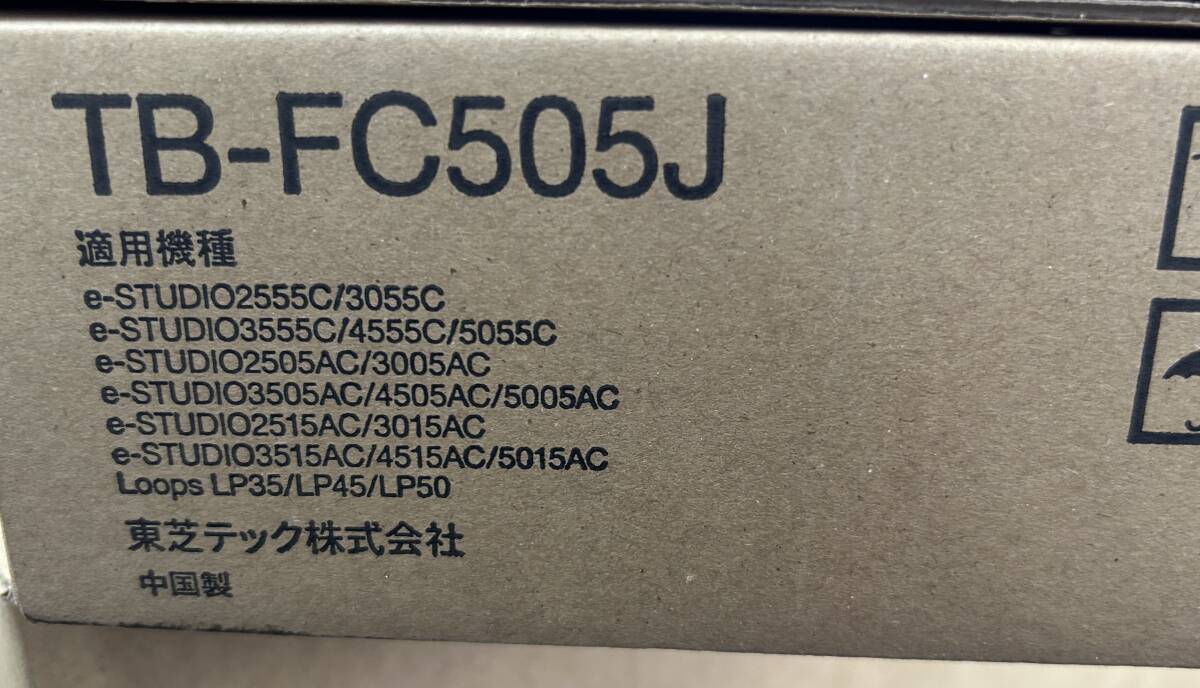 TB-FC505J
適用機種
e-STUDIO2555C/3055C
e-STUDIO3555C/4555C/5055C
e-STUDIO2505AC/3005AC
e-STUDIO3505AC/4505AC/5005AC
e-STUDIO2515AC/3015AC
e-STUDIO3515AC/4515AC/5015AC
Loops LP35/LP45/LP50
東芝テック株式会社
中国製